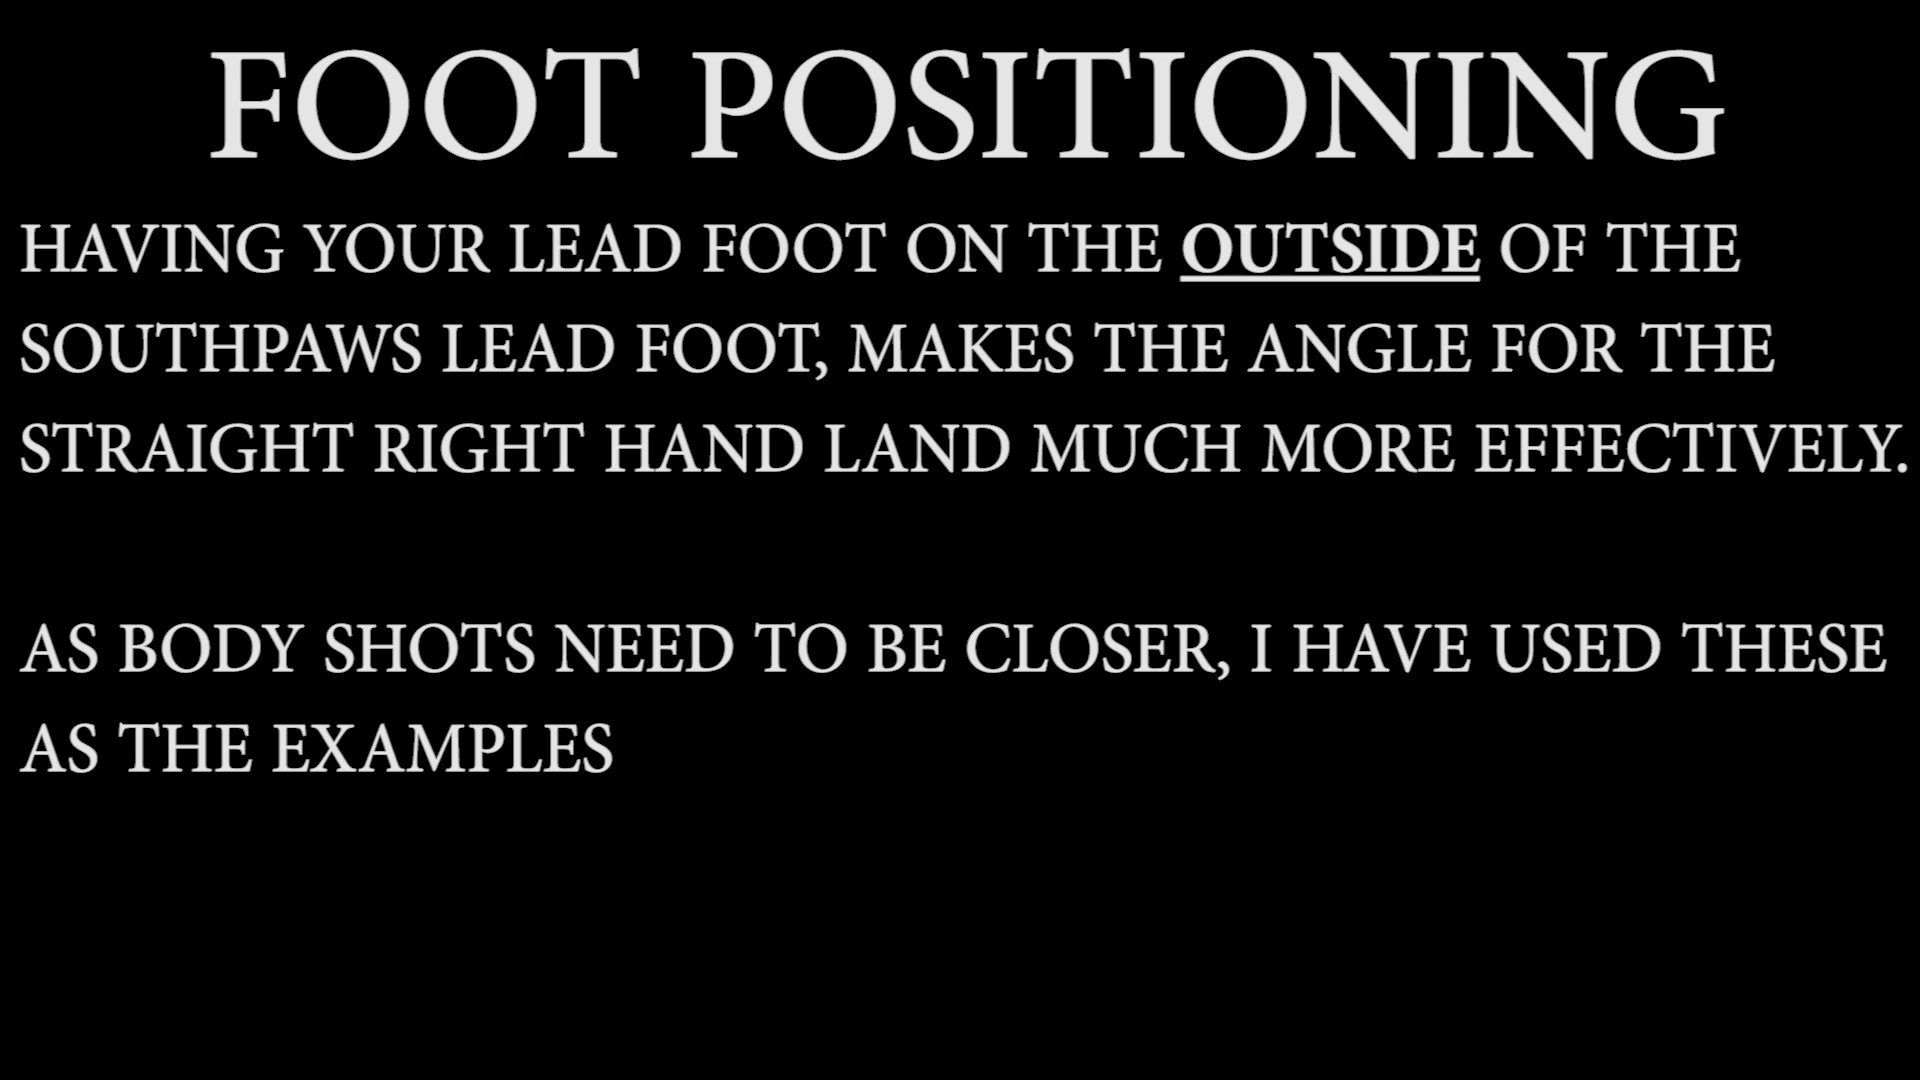 FOOT POSITIONING
HAVING YOUR LEAD FOOT ON THE OUTSIDE OF THE
SOUTHPAWS LEAD FOOT, MAKES THE ANGLE FOR THE
STRAIGHT RIGHT HAND LAND MUCH MORE EFFECTIVELY.
AS BODY SHOTS NEED TO BE CLOSER, I HAVE USED THESE
AS THE EXAMPLES